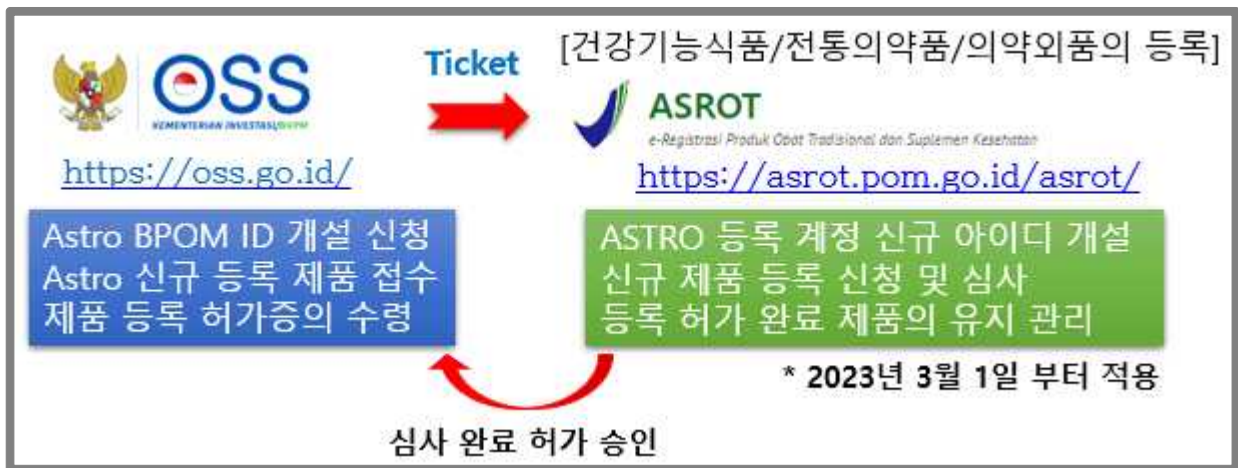 [건강기능식품/전통의약품/의약외품의 등록]
Ticket
OSS
KEMENTERIAN INVESTASI/BKPM
ASROT
e-Registrasi Produk Obat Tradisional dan Suplemen Kesehatan
https://oss.go.id/
https://asrot.pom.go.id/asrot/
Astro BPOM ID 개설 신청
Astro 신규 등록 제품 접수
제품 등록 허가증의 수령
ASTRO 등록 계정 신규 아이디 개설
신규 제품 등록 신청 및 심사
등록 허가 완료 제품의 유지 관리
* 2023년 3월 1일 부터 적용
심사 완료 허가 승인